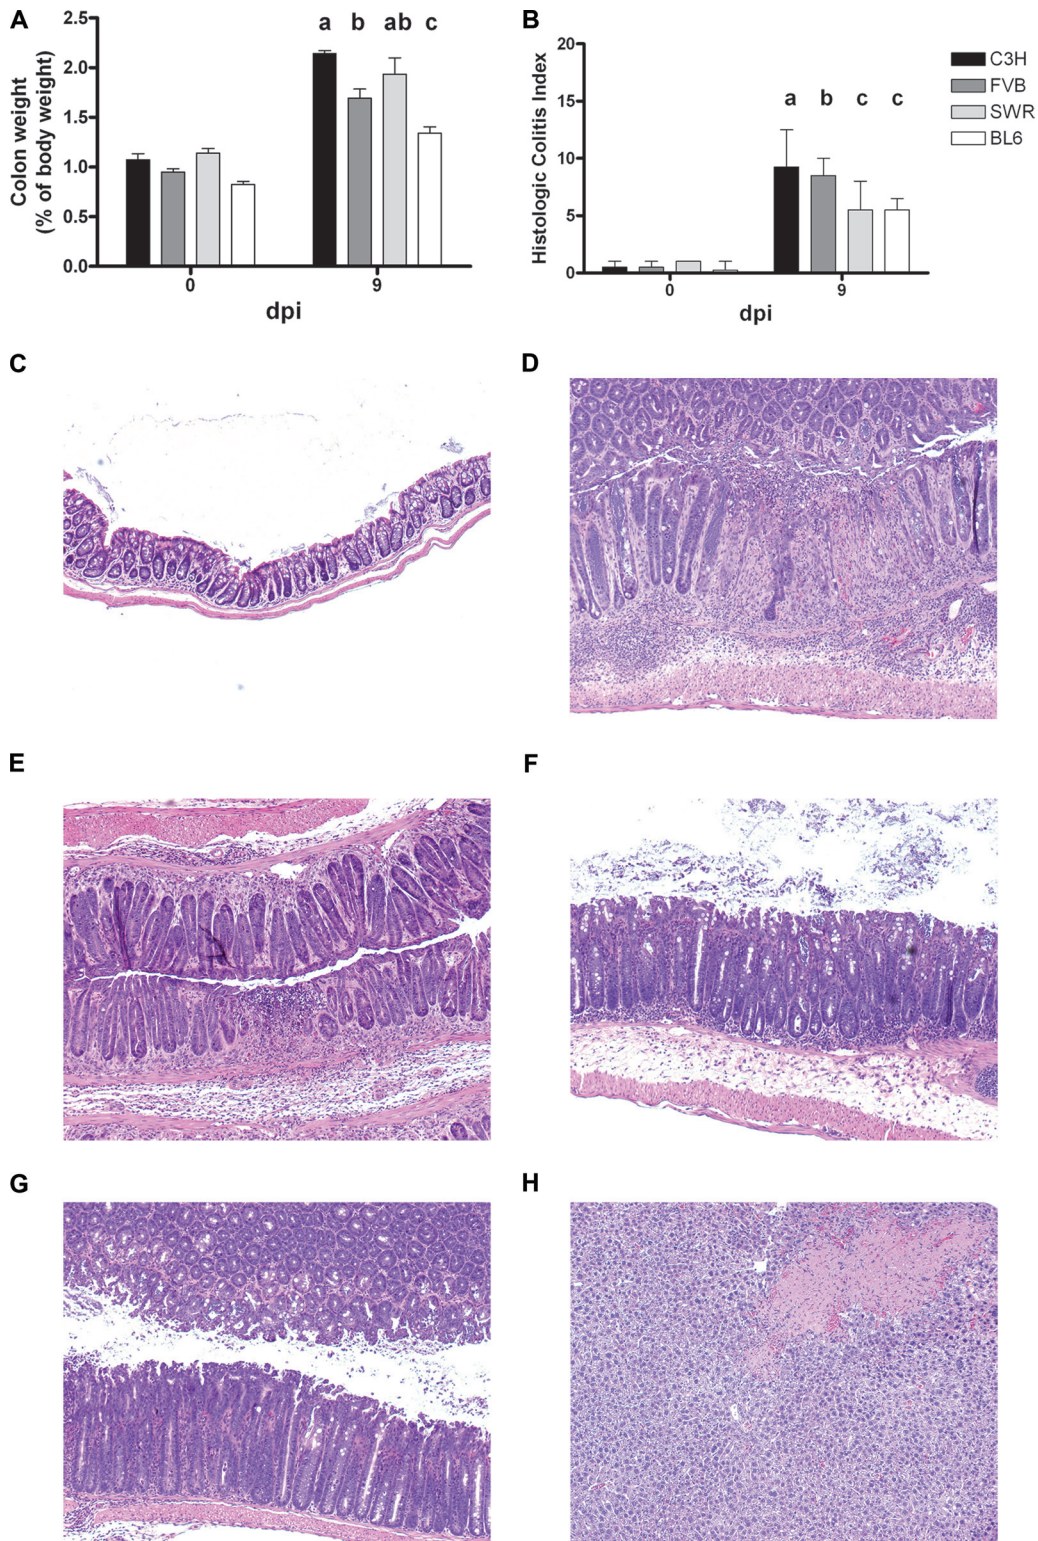 A
Colon weight
(% of body weight)
2.5
2.0
1.5
1.0
0.5
0.0
a b ab c
0 9
dpi
B
Histologic Colitis Index
20
15
10
5
0
a b c c
0 9
dpi
C3H
FVB
SWR
BL6
C
D
E
F
G
H